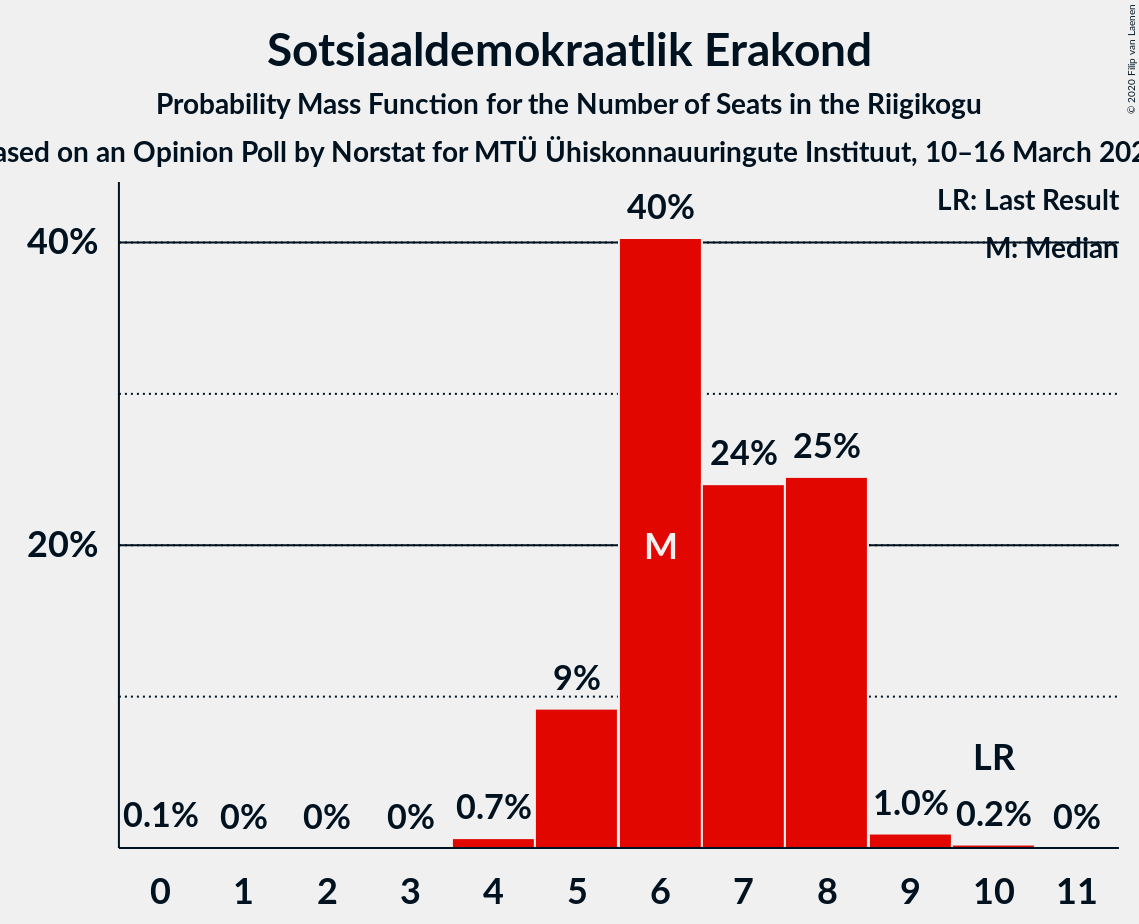 © 2020 Filip van Laenen
Sotsiaaldemokraatlik Erakond
Probability Mass Function for the Number of Seats in the Riigikogu
ased on an Opinion Poll by Norstat for MTÜ Ühiskonnauuringute Instituut, 10–16 March 202
LR: Last Result
M: Median
40%
20%
40%
24%
25%
M
9%
LR
0.1%
0%
0%
0%
0.7%
1.0%
0.2%
0%
0 1 2 3 4 5 6 7 8 9 10 11